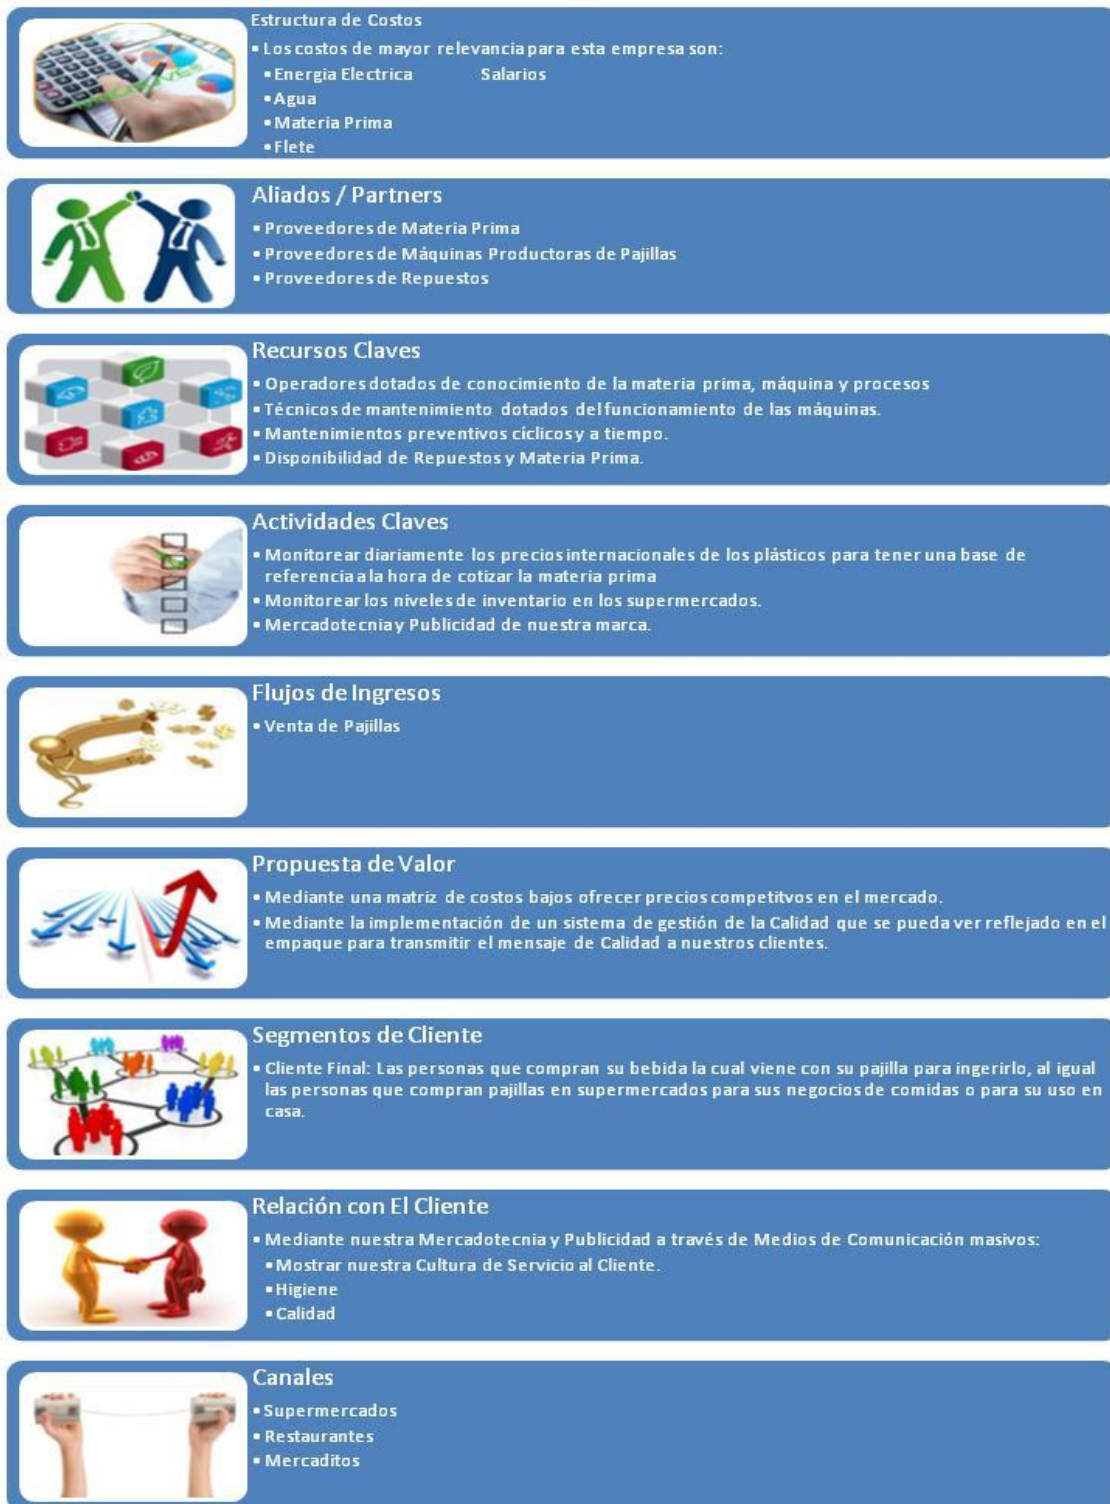 Estructura de Costos
▪ Los costos de mayor relevancia para esta empresa son:
▪ Energia Electrica Salarios
▪ Agua
▪ Materia Prima
▪ Flete
Aliados / Partners
▪ Proveedores de Materia Prima
▪ Proveedores de Máquinas Productoras de Pajillas
▪ Proveedores de Repuestos
Recursos Claves
▪ Operadores dotados de conocimiento de la materia prima, máquina y procesos
▪ Técnicos de mantenimiento dotados del funcionamiento de las máquinas.
▪ Mantenimientos preventivos cíclicos y a tiempo.
▪ Disponibilidad de Repuestos y Materia Prima.
Actividades Claves
▪ Monitorear diariamente los precios internacionales de los plásticos para tener una base de
referencia a la hora de cotizar la materia prima
▪ Monitorear los niveles de inventario en los supermercados.
▪ Mercadotecnia y Publicidad de nuestra marca.
Flujos de Ingresos
▪ Venta de Pajillas
Propuesta de Valor
▪ Mediante una matriz de costos bajos ofrecer precios competitvos en el mercado.
▪ Mediante la implementación de un sistema de gestión de la Calidad que se pueda ver reflejado en el
empaque para transmitir el mensaje de Calidad a nuestros clientes.
Segmentos de Cliente
▪ Cliente Final: Las personas que compran su bebida la cual viene con su pajilla para ingerirlo, al igual
las personas que compran pajillas en supermercados para sus negocios de comidas o para su uso en
casa.
Relación con El Cliente
▪ Mediante nuestra Mercadotecnia y Publicidad a través de Medios de Comunicación masivos:
▪ Mostrar nuestra Cultura de Servicio al Cliente.
▪ Higiene
▪ Calidad
Canales
▪ Supermercados
▪ Restaurantes
▪ Mercaditos